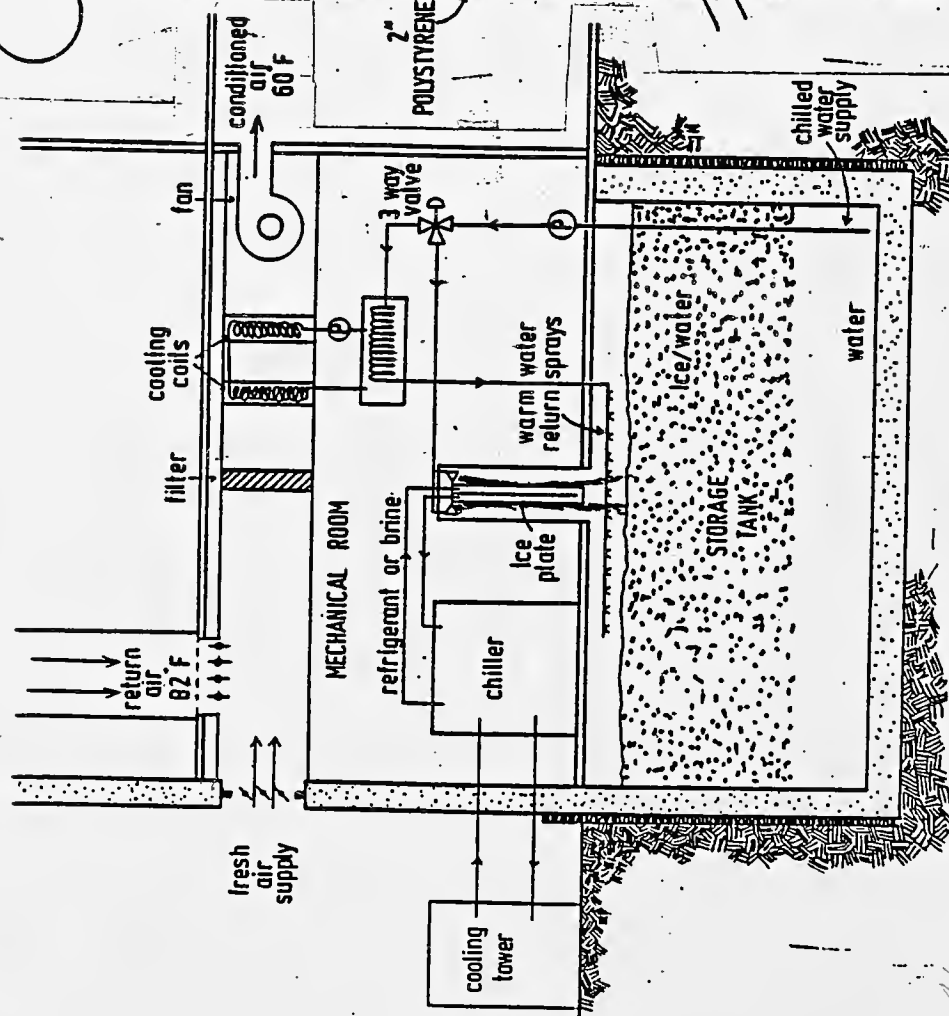 conditioned
air
60°F
2"
POLYSTYRENE
fan
cooling
coils
filter
return
air
82°F
fresh
air
supply
MECHANICAL ROOM
3 way
valve
P
P
refrigerant or brine
warm water
return sprays
Ice
plate
chiller
cooling
tower
Ice/water
STORAGE
TANK
water
chilled
water
supply